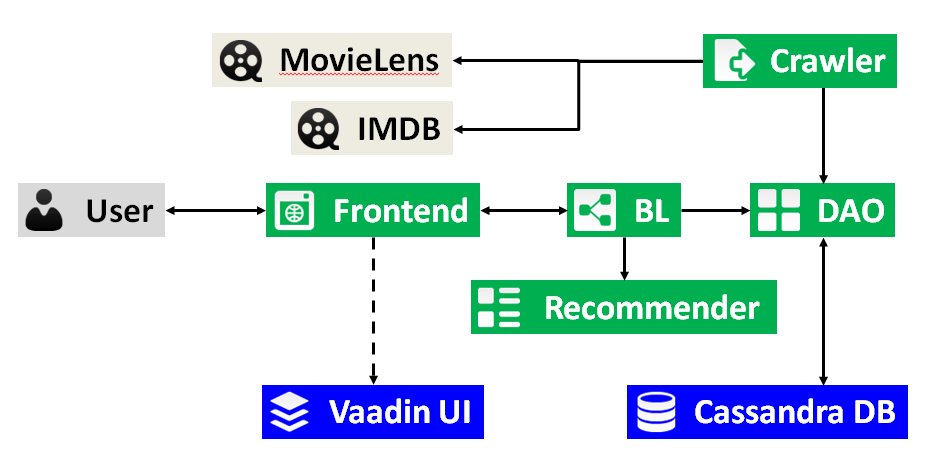 MovieLens
Crawler
IMDB
User
Frontend
BL
DAO
Recommender
Vaadin UI
Cassandra DB